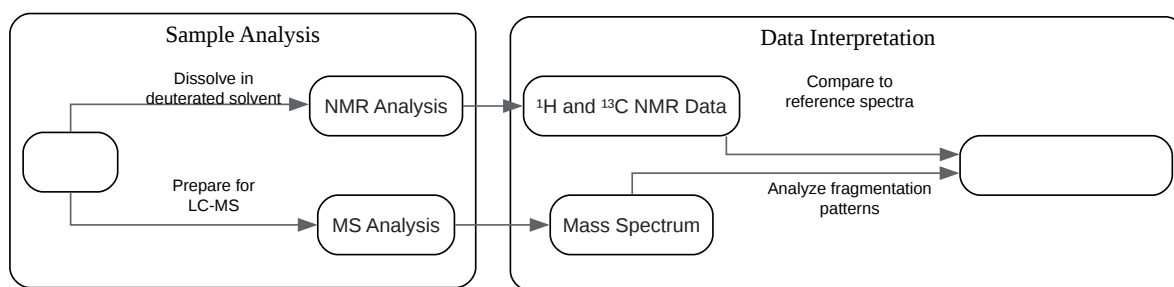 Sample Analysis
Dissolve in
deuterated solvent
NMR Analysis
Prepare for
LC-MS
MS Analysis
Data Interpretation
¹H and ¹³C NMR Data
Compare to
reference spectra
Mass Spectrum
Analyze fragmentation
patterns